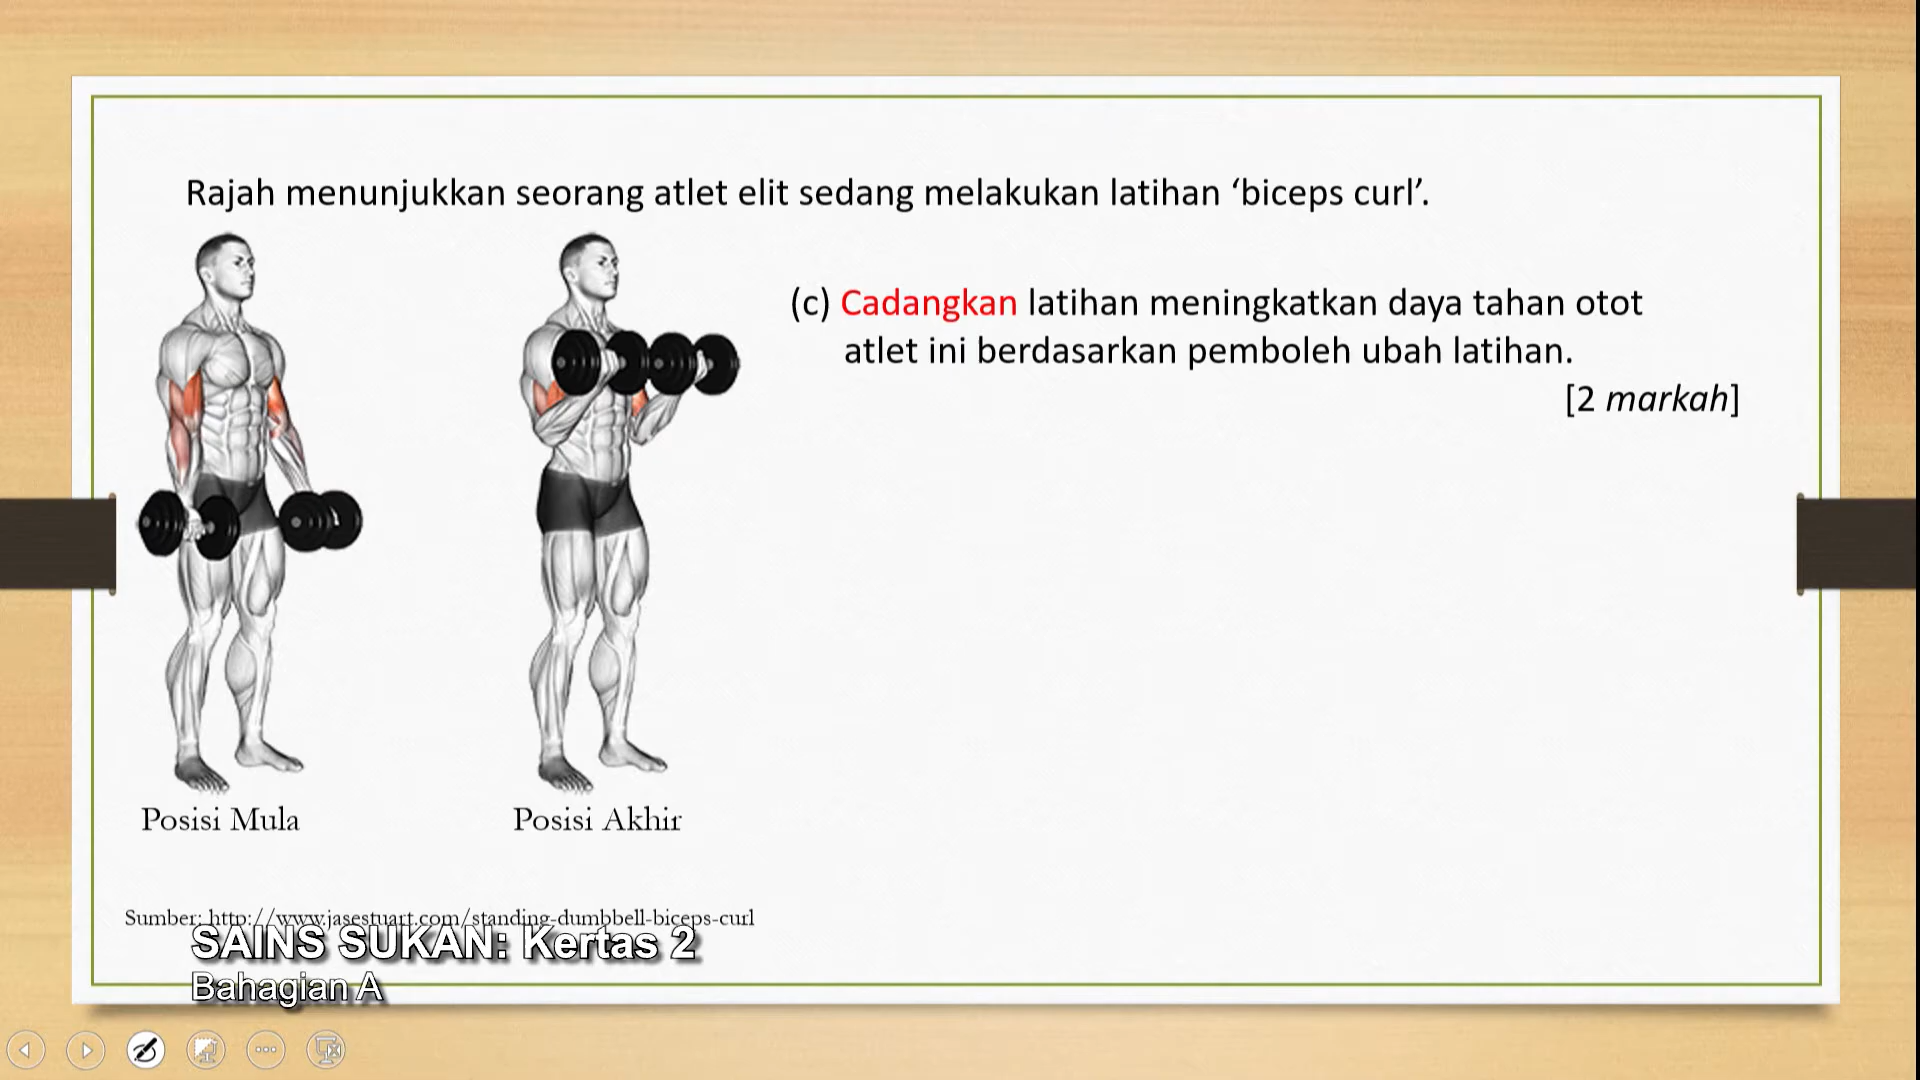 Rajah menunjukkan seorang atlet elit sedang melakukan latihan ‘biceps curl’.
(c) Cadangkan latihan meningkatkan daya tahan otot
atlet ini berdasarkan pemboleh ubah latihan.
[2 markah]
Posisi Mula
Posisi Akhir
Sumber: http://www.jasestuart.com/standing-dumbbell-biceps-curl
SAINS SUKAN: Kertas 2
Bahagian A